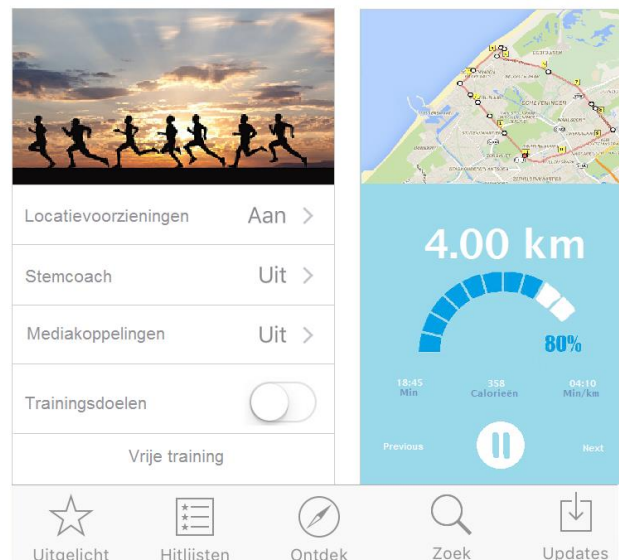 Locatievoorzieningen Aan
Stemcoach Uit
Mediakoppelingen Uit
Trainingsdoelen
Vrije training
SCHEVENINGEN
4.00 km
80%
18:45 358 04:10
Min Calorieën Min/km
Previous Next
Uitgelicht Hitlijsten Ontdek Zoek Updates